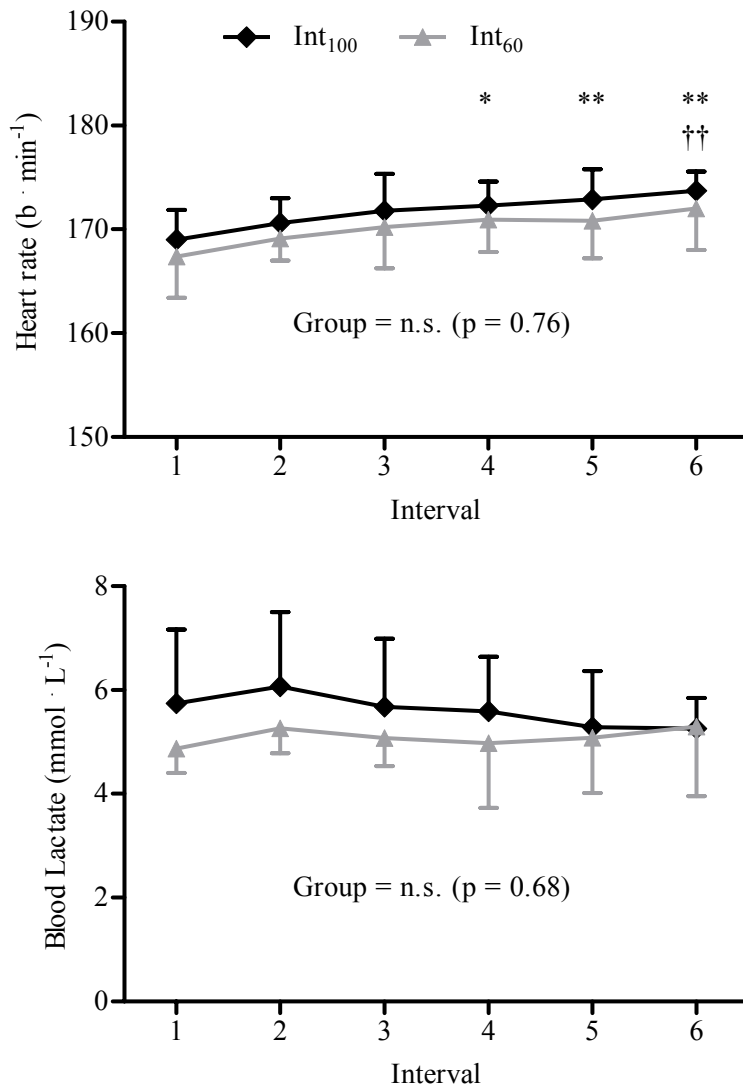 190
Int₁₀₀ Int₆₀
* ** **
180
††
170
Heart rate (b · min⁻¹)
Group = n.s. (p = 0.76)
160
150
1 2 3 4 5 6
Interval
8
6
Blood Lactate (mmol · L⁻¹)
4
Group = n.s. (p = 0.68)
2
0
1 2 3 4 5 6
Interval